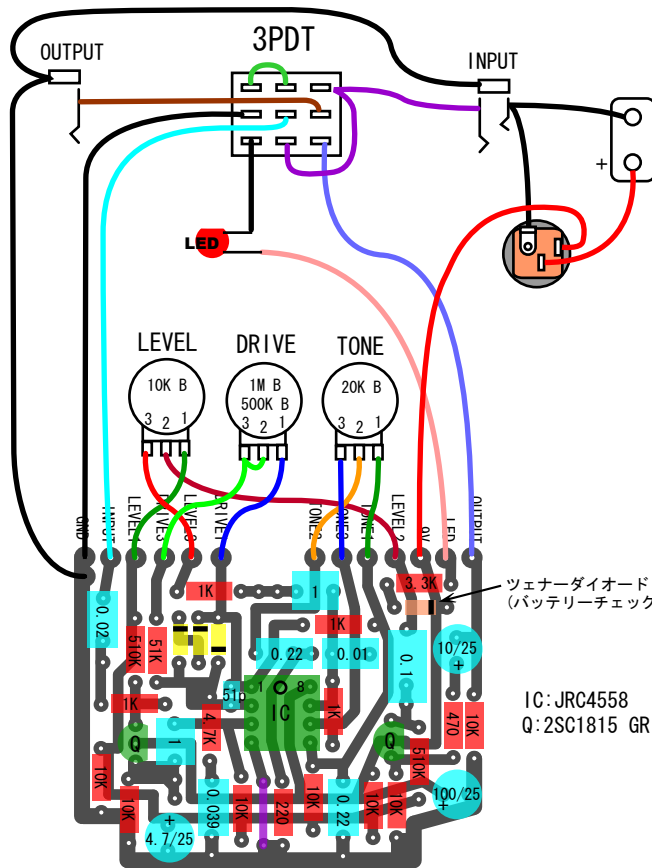 OUTPUT
3PDT
INPUT
+
LED
LEVEL
DRIVE
TONE
10K B
1M B
500K B
20K B
3 2 1
3 2 1
3 2 1
GND
INPUT
LEVEL1
DRIVE3
LEVEL3
DRIVE1
TONE2
TONE3
TONE1
LEVEL2
9V
LED
OUTPUT
3.3K
ツェナーダイオード
(バッテリーチェック
1K
1
0.02
510K
51K
1K
0.22
0.01
0.1
10/25
+
51p
1
8
IC
1K
1K
4.7K
470
10K
IC:JRC4558
Q:2SC1815 GR
Q
1
Q
510K
10K
10K
+
4.7/25
0.039
10K
220
10K
0.22
10K
10K
100/25
+